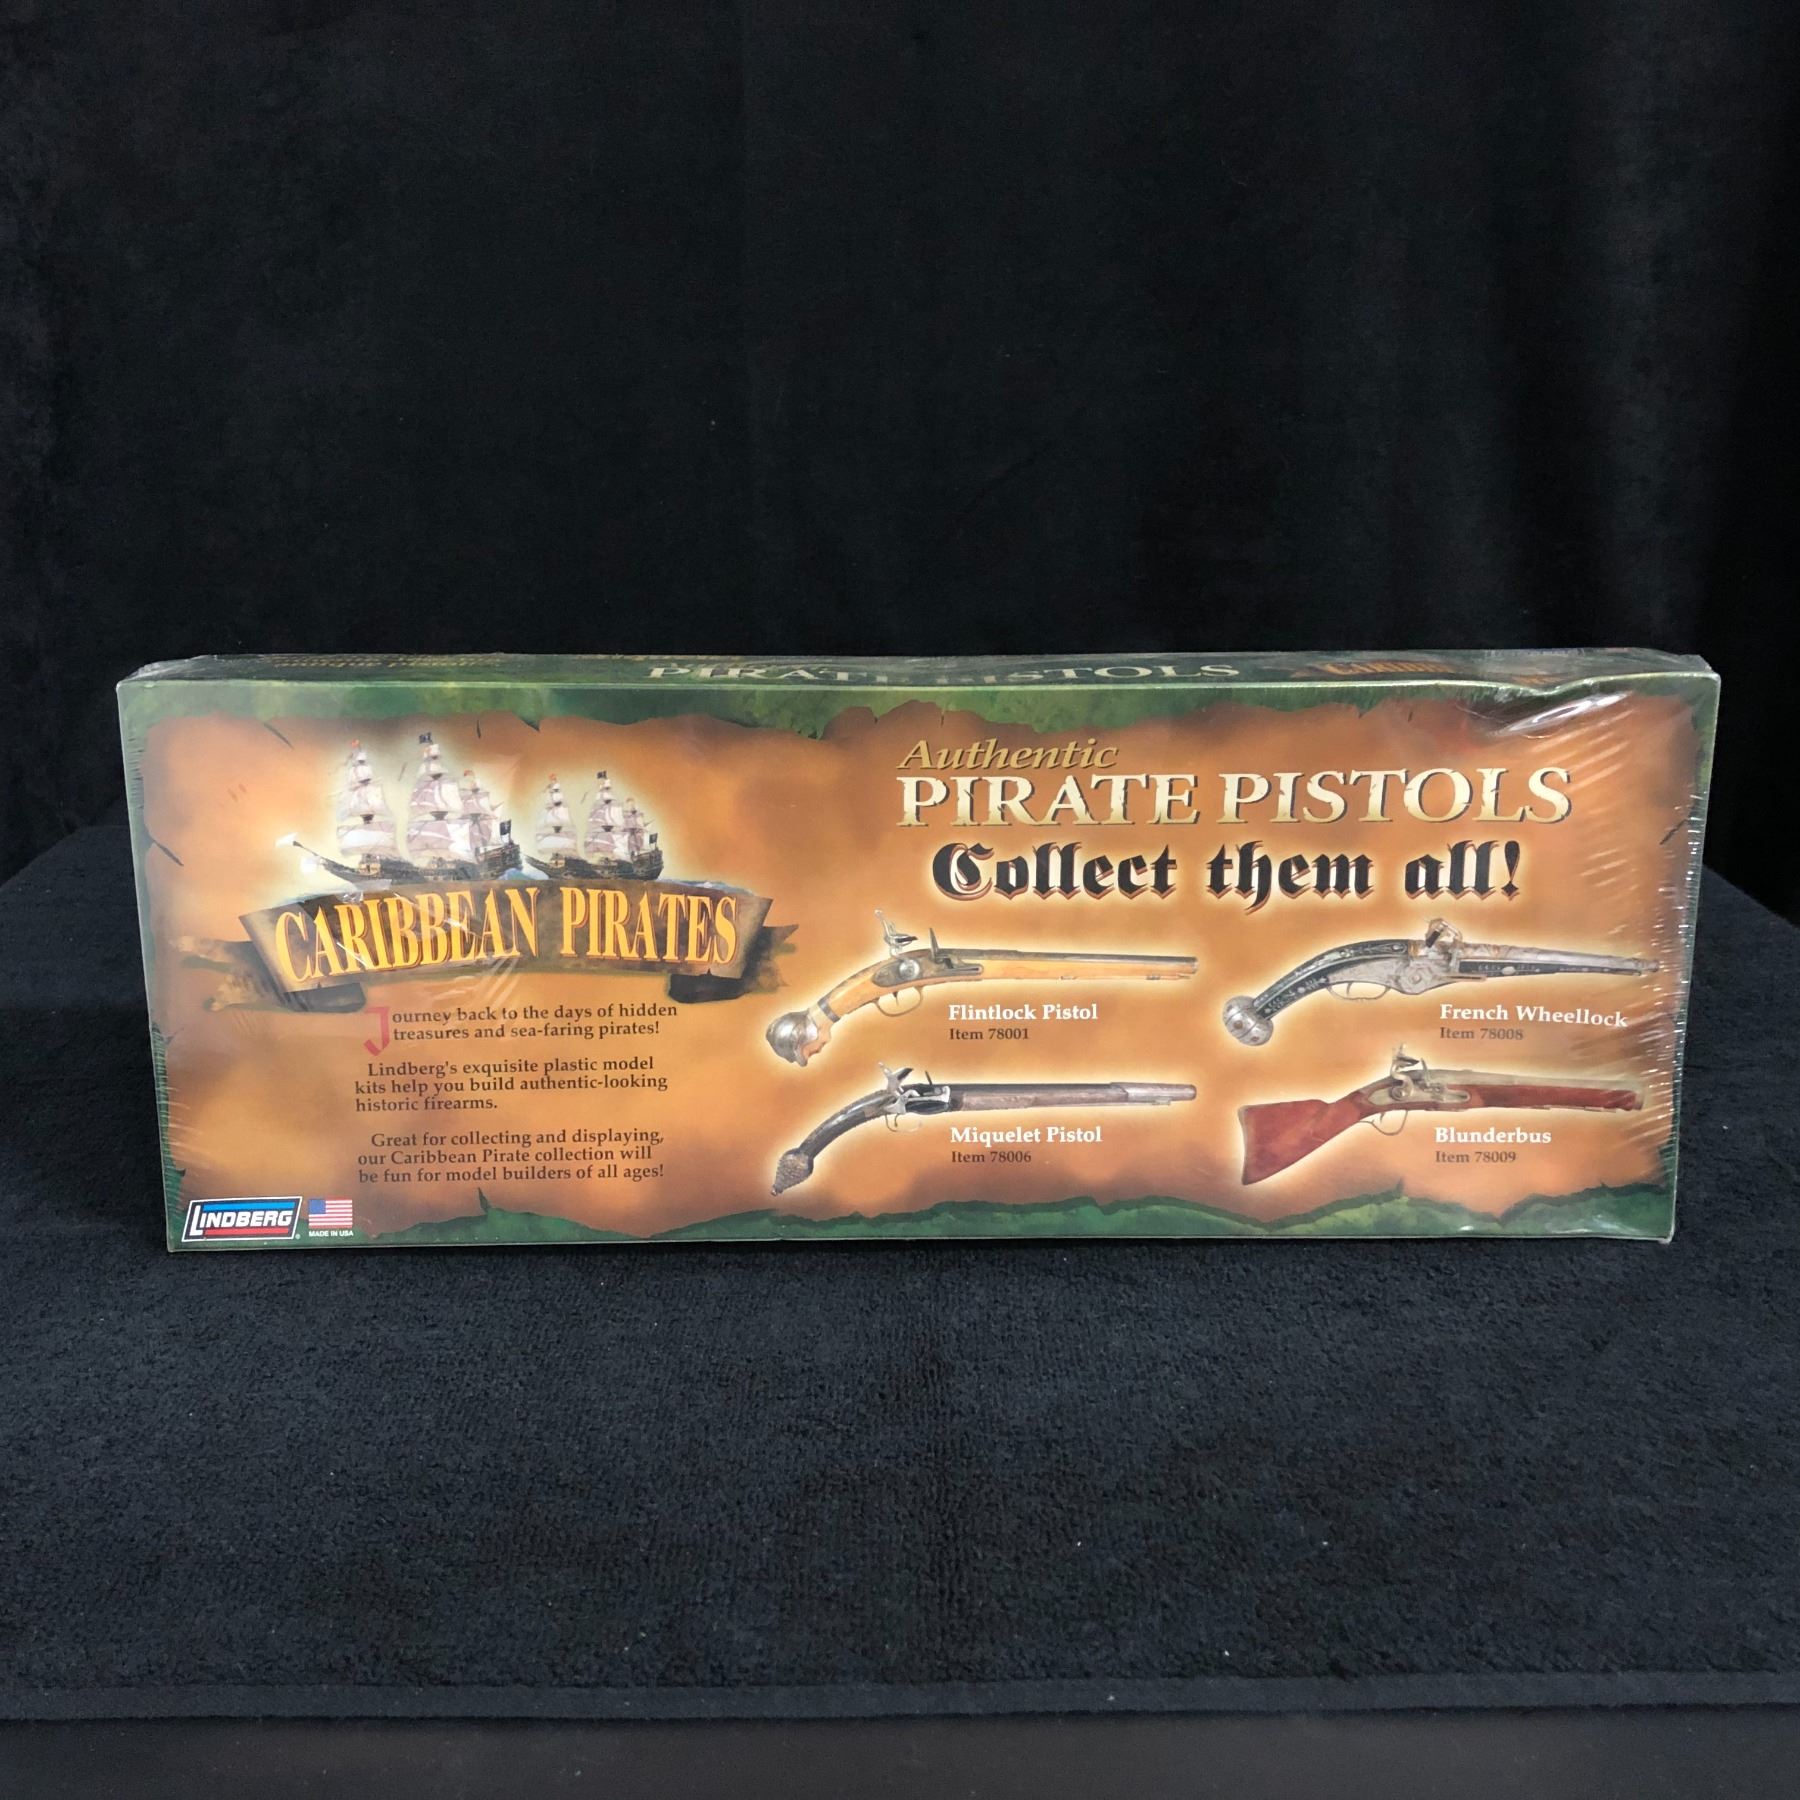 PIRATE PISTOLS
CARIBBEAN PIRATES
Journey back to the days of hidden
treasures and sea-faring pirates!
Lindberg's exquisite plastic model
kits help you build authentic-looking
historic firearms.
Great for collecting and displaying,
our Caribbean Pirate collection will
be fun for model builders of all ages!
LINDBERG
MADE IN USA
Authentic
PIRATE PISTOLS
Collect them all!
Flintlock Pistol
Item 78001
French Wheellock
Item 78008
Miquelet Pistol
Item 78006
Blunderbus
Item 78009